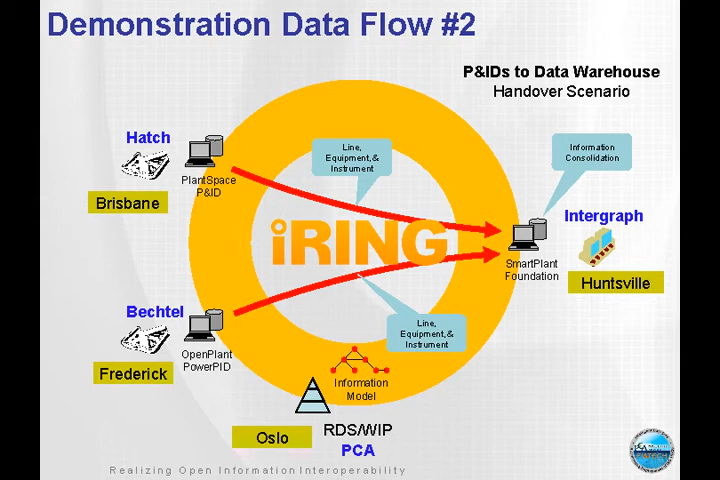 Demonstration Data Flow #2
P&IDs to Data Warehouse
Handover Scenario
Hatch
PlantSpace
P&ID
Brisbane
Line,
Equipment,&
Instrument
Information
Consolidation
iRING
Intergraph
SmartPlant
Foundation
Huntsville
Bechtel
OpenPlant
PowerPID
Frederick
Line,
Equipment,&
Instrument
Information
Model
Oslo
RDS/WIP
PCA
Realizing Open Information Interoperability